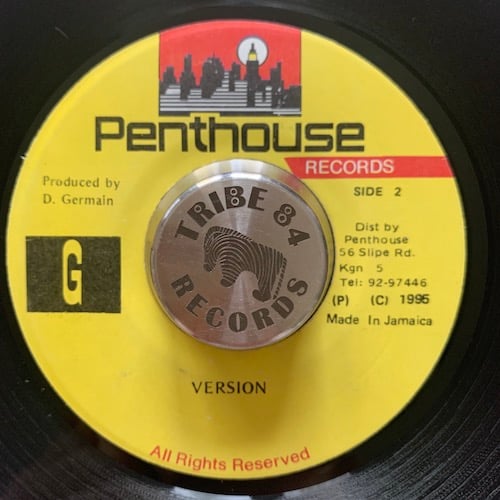 Penthouse
RECORDS
Produced by
D. Germain
SIDE 2
G
Dist by
Penthouse
56 Slipe Rd.
Kgn 5
Tel: 92-97446
(P) (C) 1995
Made In Jamaica
TRIBE 84
RECORDS
VERSION
All Rights Reserved